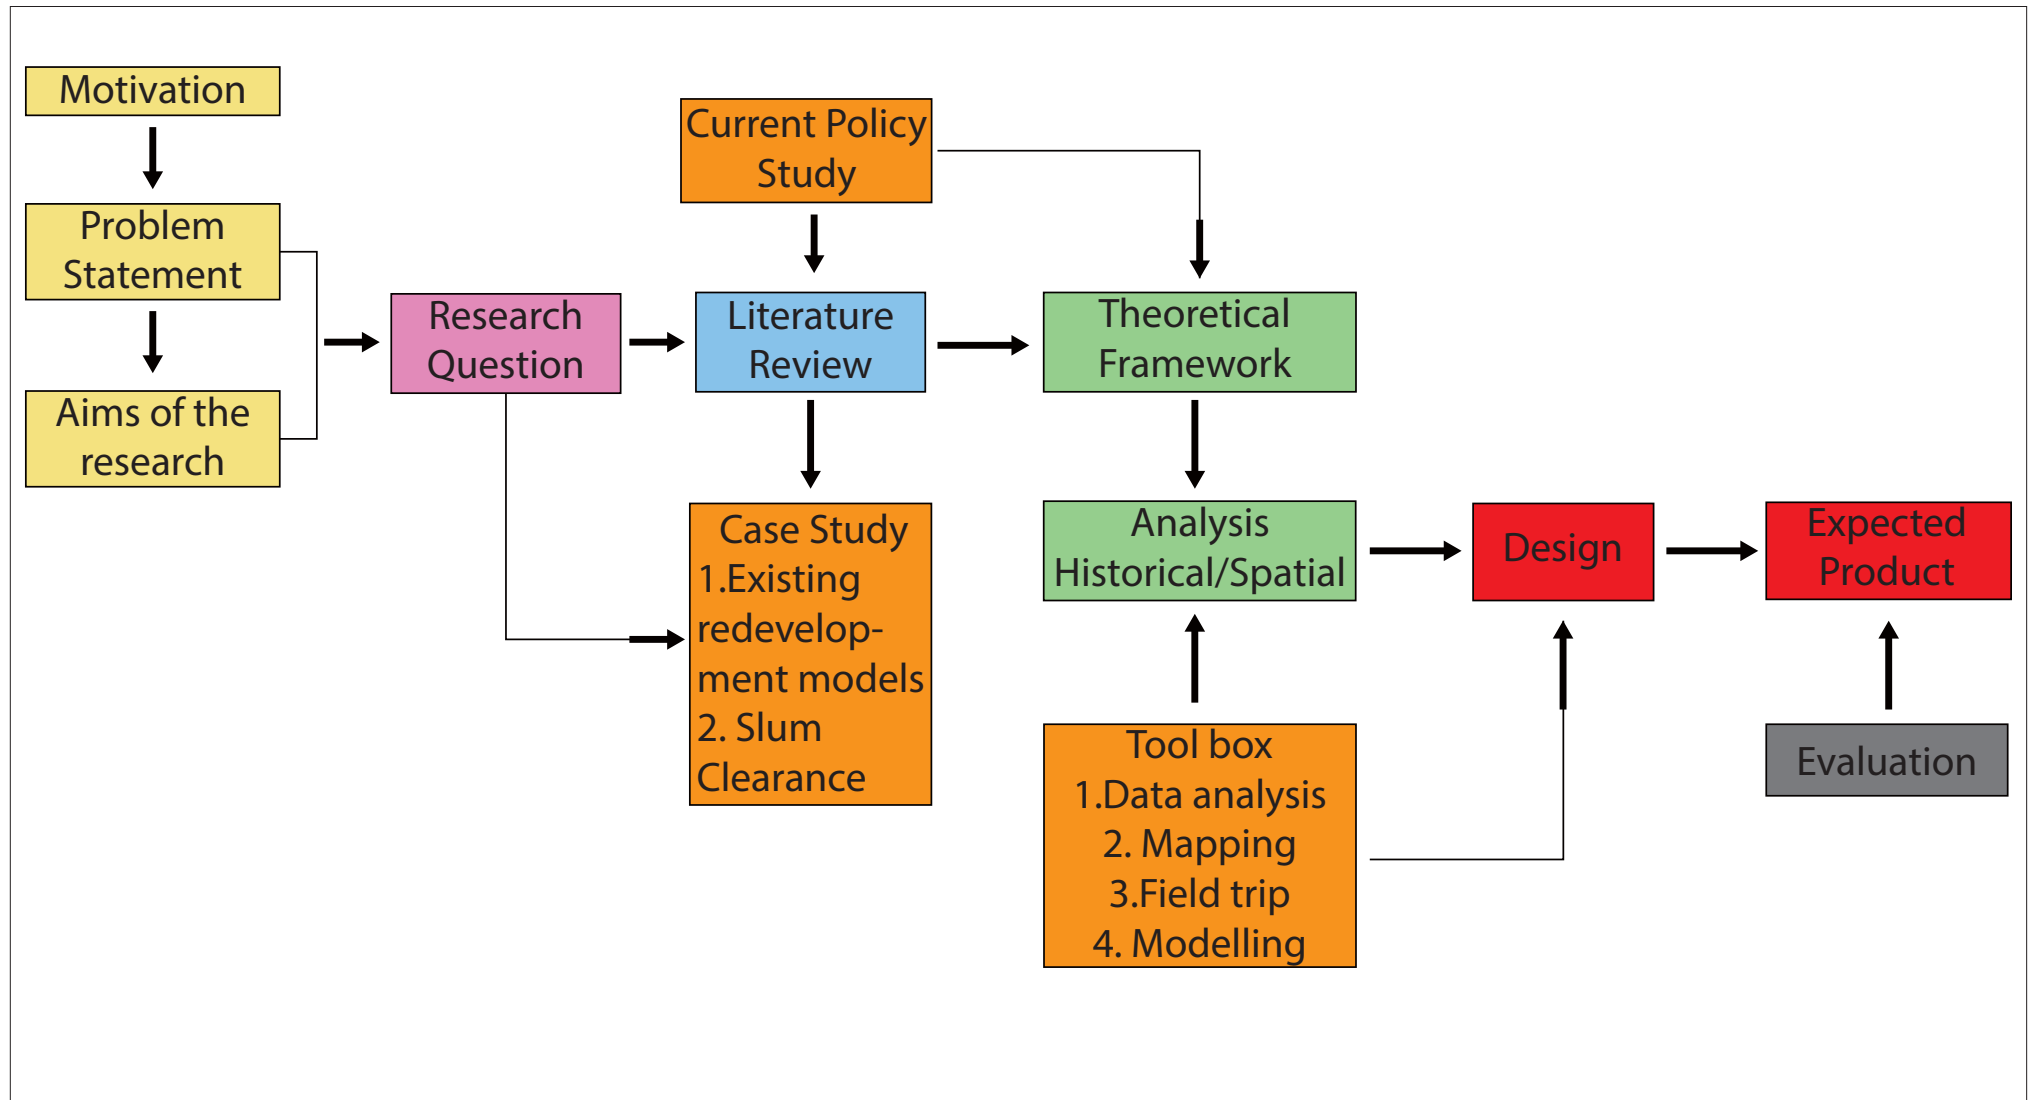 Motivation
Problem
Statement
Aims of the
research
Research
Question
Current Policy
Study
Literature
Review
Case Study
1.Existing
redevelop-
ment models
2. Slum
Clearance
Theoretical
Framework
Analysis
Historical/Spatial
Tool box
1.Data analysis
2. Mapping
3.Field trip
4. Modelling
Design
Expected
Product
Evaluation